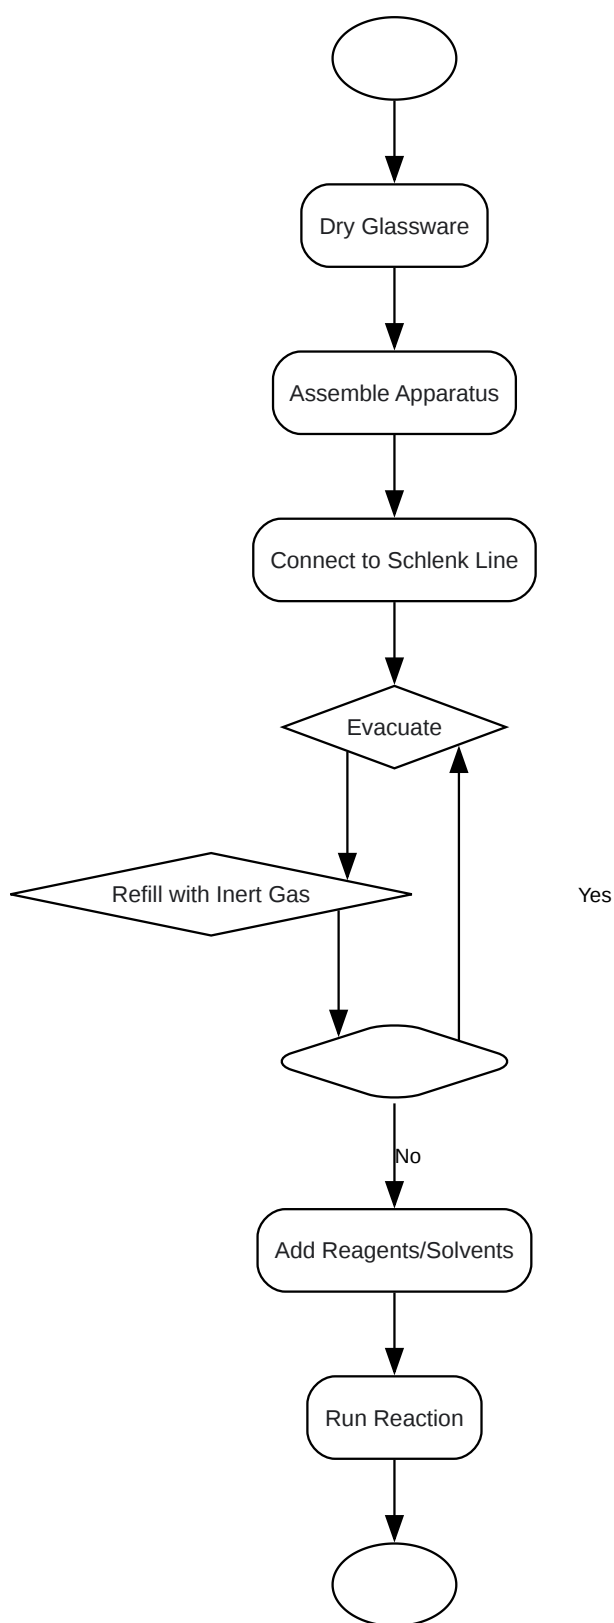 Dry Glassware
Assemble Apparatus
Connect to Schlenk Line
Evacuate
Refill with Inert Gas
Yes
No
Add Reagents/Solvents
Run Reaction